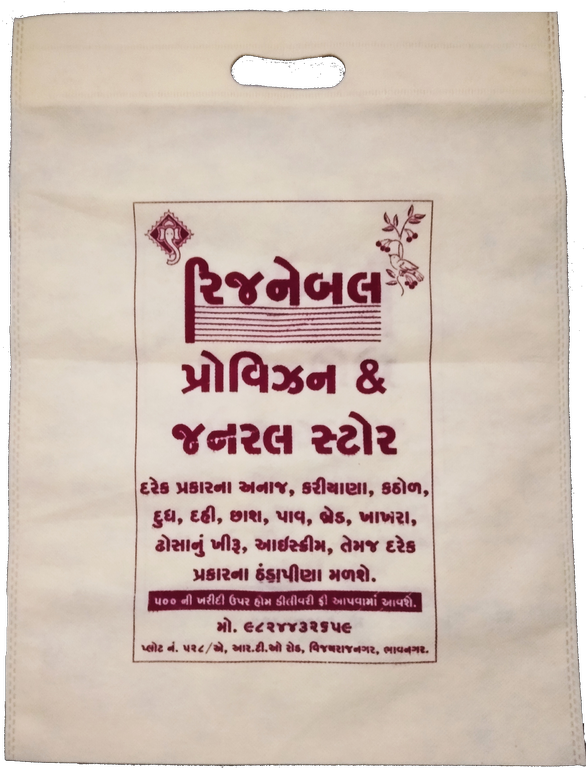 રિજનેબલ
પ્રોવિઝન &
જનરલ સ્ટોર
દરેક પ્રકારના અનાજ, કરીયાણા, કઠોળ,
દુધ, દહી, છાશ, પાવ, બ્રેડ, ખાખરા,
ઢોસાનું ખીરૂ, આઇસ્ક્રીમ, તેમજ દરેક
પ્રકારના ઠંડાપીણા મળશે.
૫૦૦ ની ખરીદી ઉપર હોમ ડીલીવરી ફ્રી આપવામાં આવશે.
મો. ૯૮૨૪૪૩૨૬૫૯
પ્લોટ નં. ૫૨૮/એ, આર.ટી.ઓ રોડ, વિજયરાજનગર, ભાવનગર.